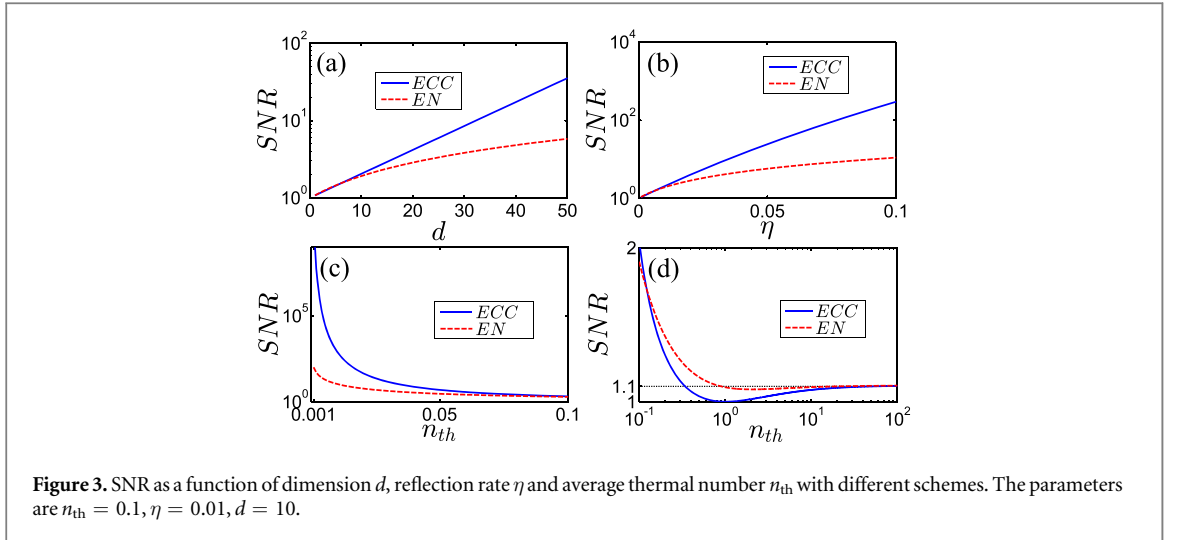 (a)
SNR
10^2
10^1
10^0
ECC
EN
0 10 20 30 40 50
d
(b)
SNR
10^4
10^2
10^0
ECC
EN
0 0.05 0.1
η
(c)
SNR
10^5
10^0
ECC
EN
0.001 0.05 0.1
n_th
(d)
SNR
2
1.1
1
ECC
EN
10^-1 10^0 10^1 10^2
n_th
Figure 3. SNR as a function of dimension d, reflection rate η and average thermal number n_th with different schemes. The parameters
are n_th = 0.1, η = 0.01, d = 10.